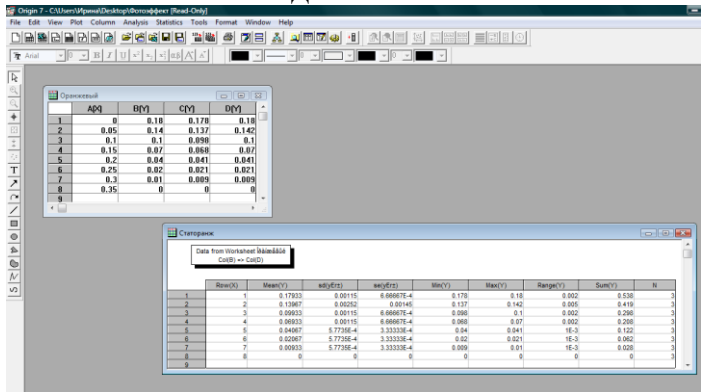 Origin 7 - C:\Users\Ирина\Desktop\Фотоэффект [Read-Only]
File Edit View Plot Column Analysis Statistics Tools Format Window Help
Arial 0 B I U
Оранжевый
A[X] B[Y] C[Y] D[Y]
1 0 0.18 0.178 0.18
2 0.05 0.14 0.137 0.142
3 0.1 0.1 0.098 0.1
4 0.15 0.07 0.068 0.07
5 0.2 0.04 0.041 0.041
6 0.25 0.02 0.021 0.021
7 0.3 0.01 0.009 0.009
8 0.35 0 0 0
9
Статоранж
Data from Worksheet
Col(B) => Col(D)
Row(X) Mean(Y) sd(yEr±) se(yEr±) Min(Y) Max(Y) Range(Y) Sum(Y) N
1 1 0.17933 0.00115 6.66667E-4 0.178 0.18 0.002 0.538 3
2 2 0.13967 0.00252 0.00145 0.137 0.142 0.005 0.419 3
3 3 0.09933 0.00115 6.66667E-4 0.098 0.1 0.002 0.298 3
4 4 0.06933 0.00115 6.66667E-4 0.068 0.07 0.002 0.208 3
5 5 0.04067 5.7735E-4 3.33333E-4 0.04 0.041 1E-3 0.122 3
6 6 0.02067 5.7735E-4 3.33333E-4 0.02 0.021 1E-3 0.062 3
7 7 0.00933 5.7735E-4 3.33333E-4 0.009 0.01 1E-3 0.028 3
8 8 0 0 0 0 0 0 0 3
9